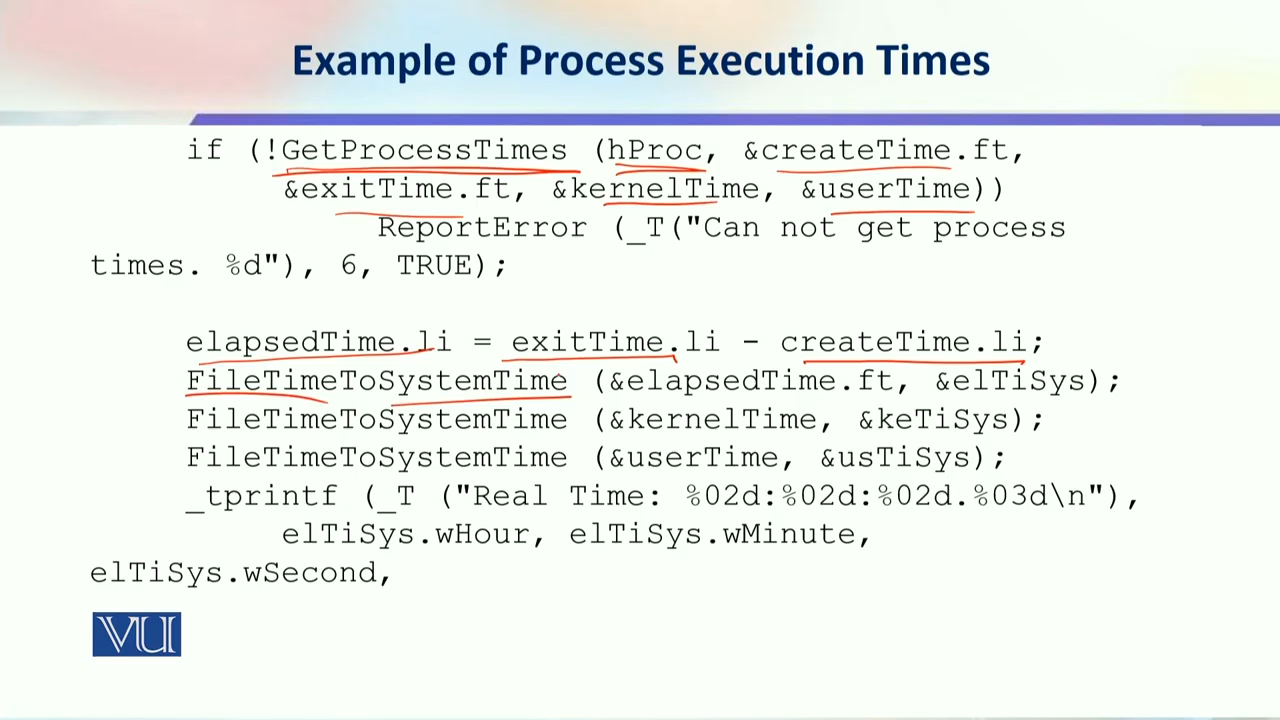 Example of Process Execution Times
if (!GetProcessTimes (hProc, &createTime.ft,
&exitTime.ft, &kernelTime, &userTime))
ReportError (_T("Can not get process
times. %d"), 6, TRUE);
elapsedTime.li = exitTime.li - createTime.li;
FileTimeToSystemTime (&elapsedTime.ft, &elTiSys);
FileTimeToSystemTime (&kernelTime, &keTiSys);
FileTimeToSystemTime (&userTime, &usTiSys);
_tprintf (_T ("Real Time: %02d:%02d:%02d.%03d\n"),
elTiSys.wHour, elTiSys.wMinute,
elTiSys.wSecond,
VU